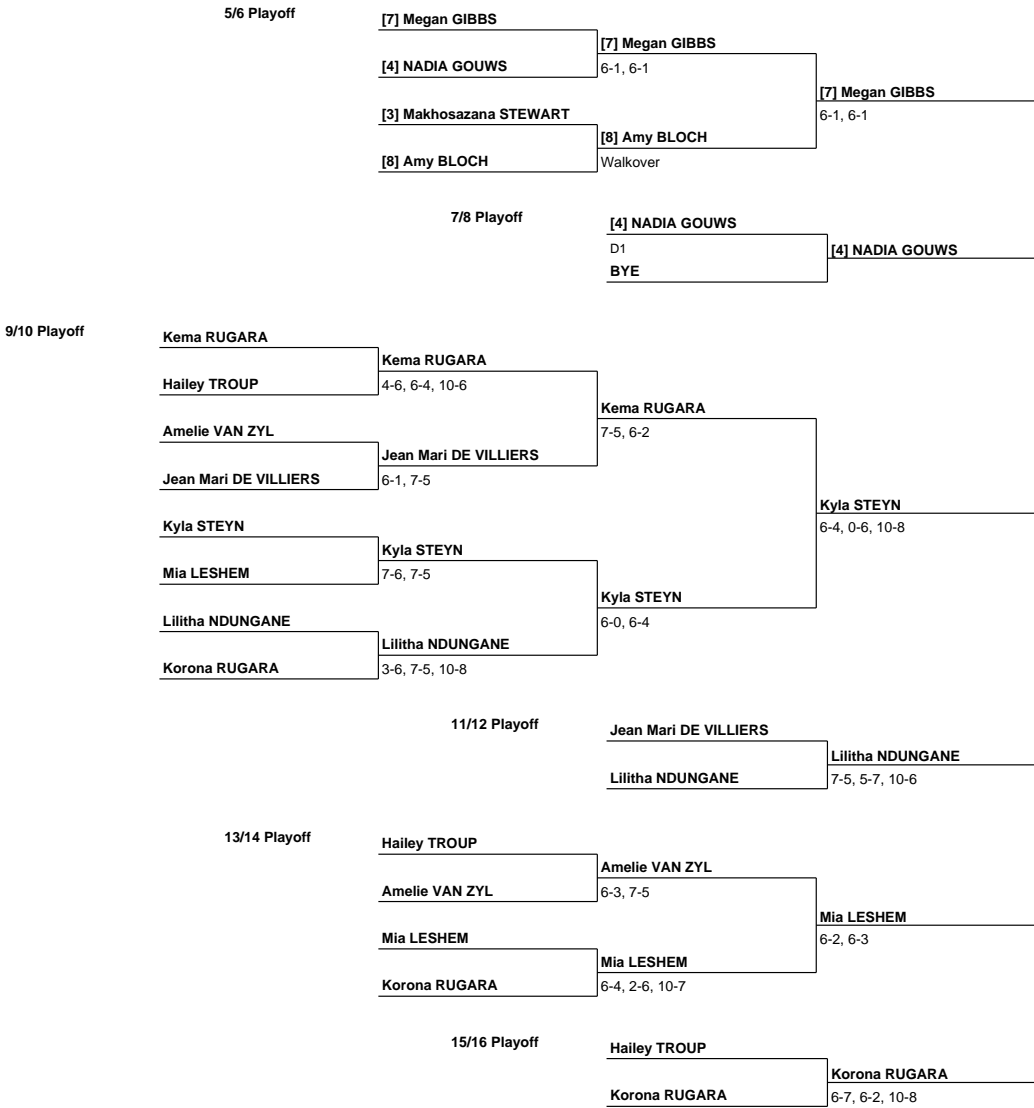 5/6 Playoff
[7] Megan GIBBS
[7] Megan GIBBS
[4] NADIA GOUWS
6-1, 6-1
[7] Megan GIBBS
[3] Makhosazana STEWART
6-1, 6-1
[8] Amy BLOCH
[8] Amy BLOCH
Walkover
7/8 Playoff
[4] NADIA GOUWS
D1
[4] NADIA GOUWS
BYE
9/10 Playoff
Kema RUGARA
Kema RUGARA
Hailey TROUP
4-6, 6-4, 10-6
Kema RUGARA
Amelie VAN ZYL
7-5, 6-2
Jean Mari DE VILLIERS
Jean Mari DE VILLIERS
6-1, 7-5
Kyla STEYN
Kyla STEYN
6-4, 0-6, 10-8
Kyla STEYN
Mia LESHEM
7-6, 7-5
Kyla STEYN
Lilitha NDUNGANE
6-0, 6-4
Lilitha NDUNGANE
Korona RUGARA
3-6, 7-5, 10-8
11/12 Playoff
Jean Mari DE VILLIERS
Lilitha NDUNGANE
Lilitha NDUNGANE
7-5, 5-7, 10-6
13/14 Playoff
Hailey TROUP
Amelie VAN ZYL
Amelie VAN ZYL
6-3, 7-5
Mia LESHEM
Mia LESHEM
6-2, 6-3
Mia LESHEM
Korona RUGARA
6-4, 2-6, 10-7
15/16 Playoff
Hailey TROUP
Korona RUGARA
Korona RUGARA
6-7, 6-2, 10-8